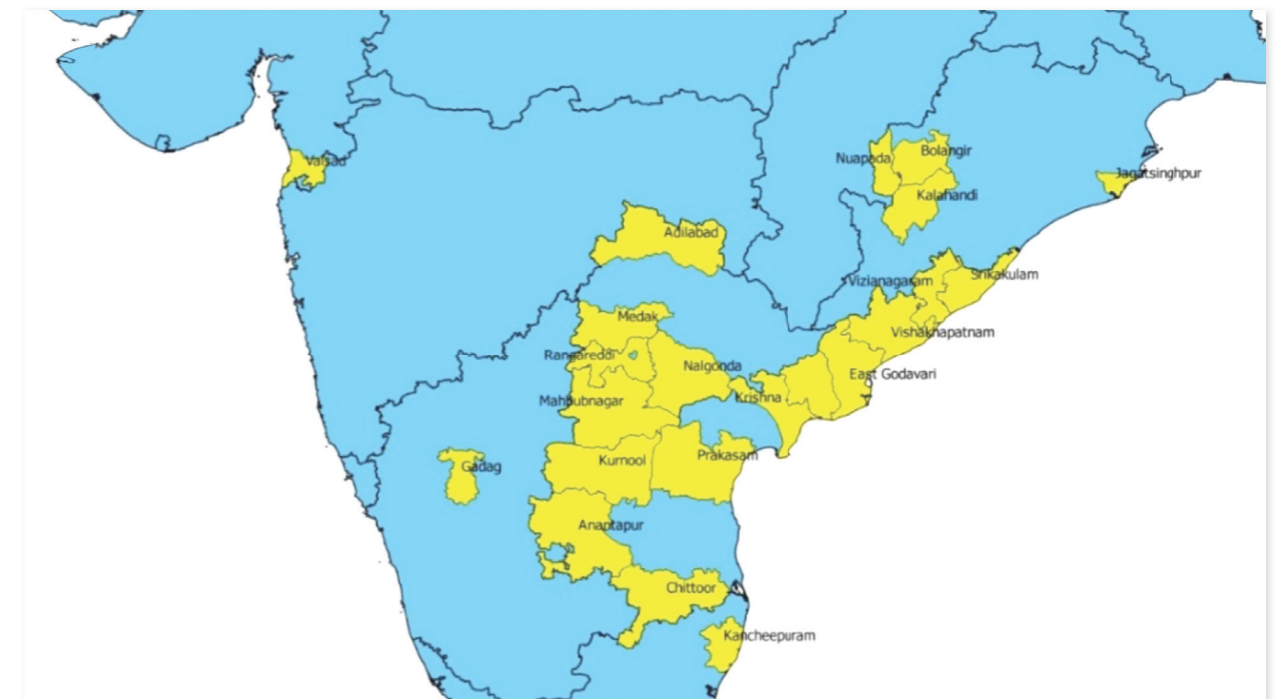 Valsad
Nuapada
Bolangir
Jagatsinghpur
Kalahandi
Adilabad
Srikakulam
Vizianagaram
Medak
Vishakhapatnam
Rangareddi
Nalgonda
East Godavari
Krishna
Mahbubnagar
Prakasam
Kurnool
Gadag
Anaptapur
Chittoor
Kancheepuram